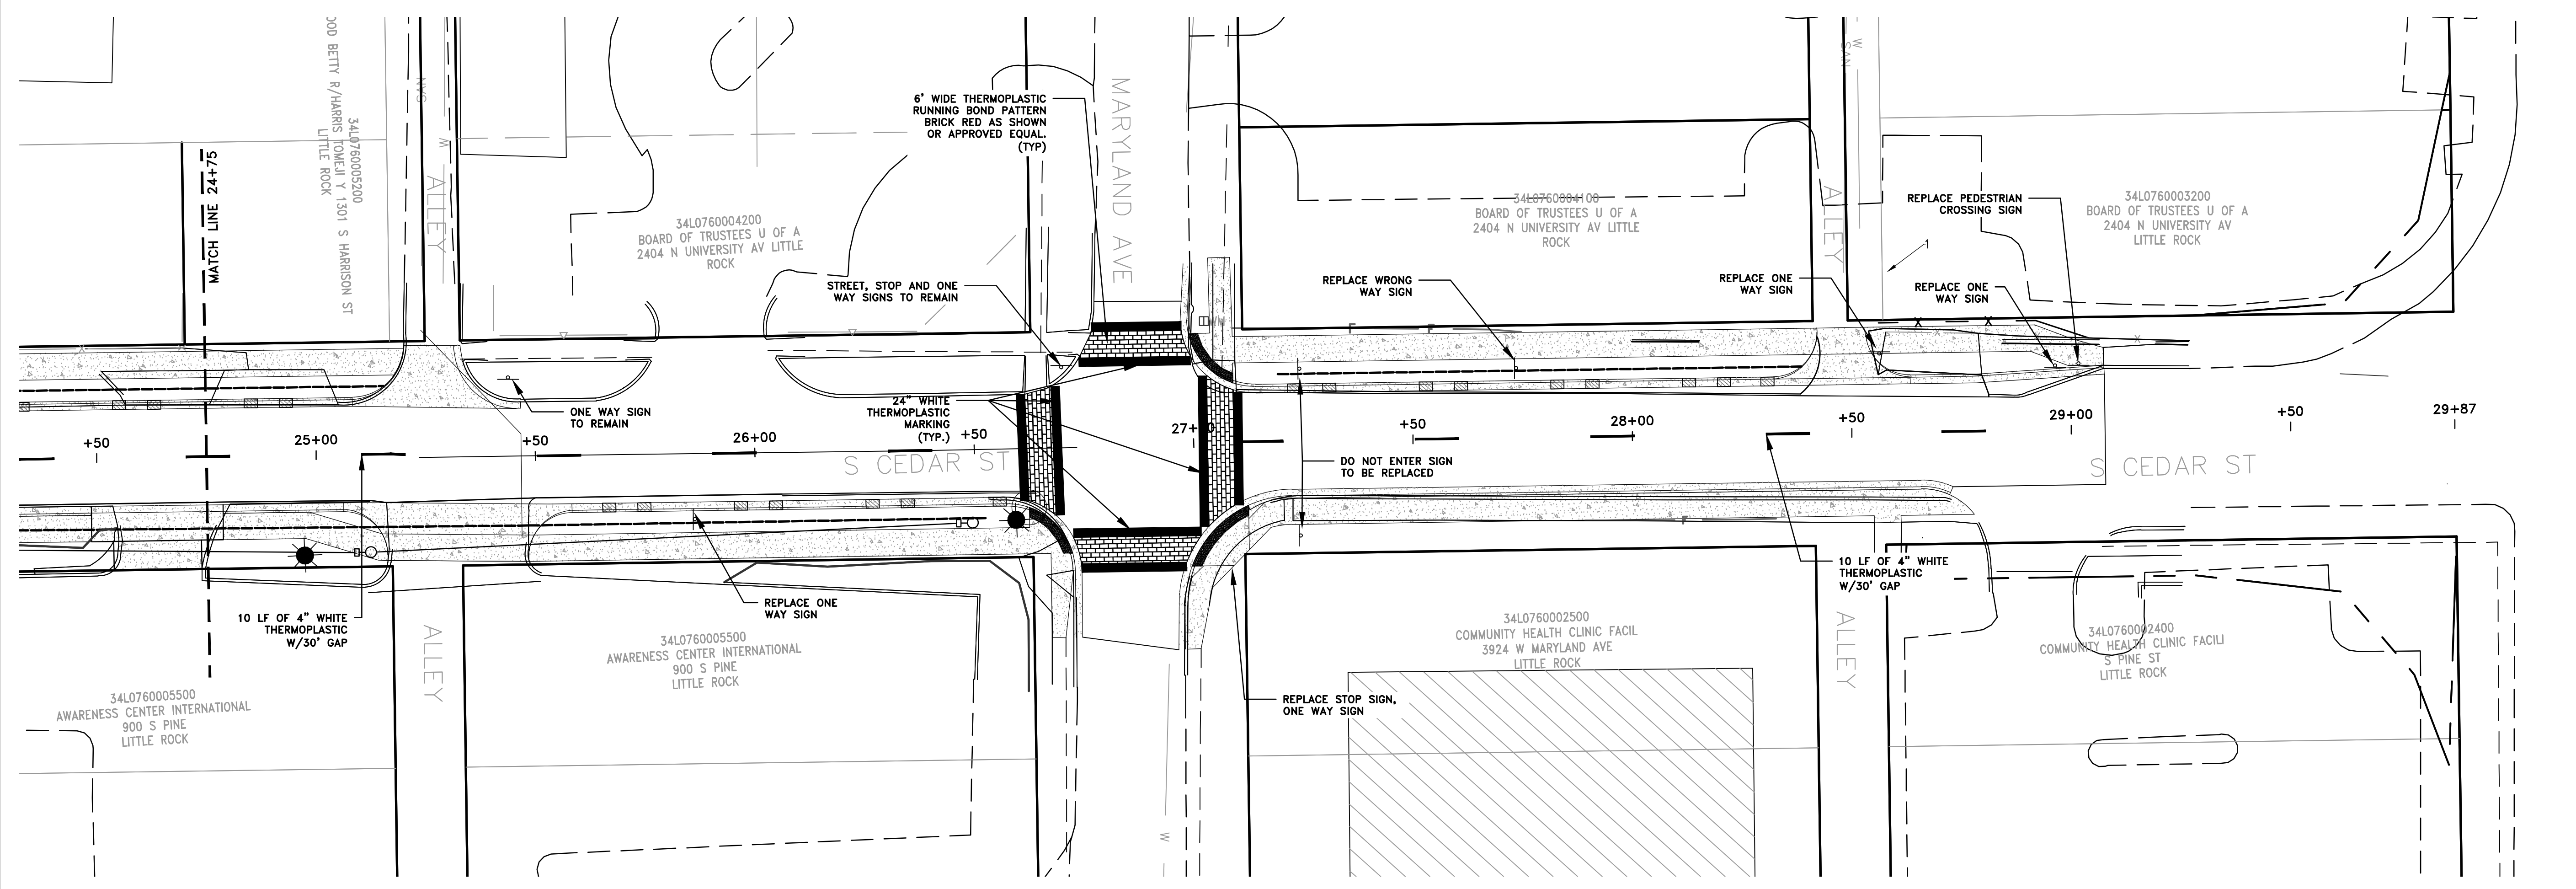 OOD BETTY R/HARRIS TOMEJI Y 1301 S HARRISON ST
34L0760005200
LITTLE ROCK
MATCH LINE 24+75
SAN
W
ALLEY
6' WIDE THERMOPLASTIC
RUNNING BOND PATTERN
BRICK RED AS SHOWN
OR APPROVED EQUAL.
(TYP)
MARYLAND AVE
34L0760004200
BOARD OF TRUSTEES U OF A
2404 N UNIVERSITY AV LITTLE
ROCK
STREET, STOP AND ONE
WAY SIGNS TO REMAIN
34L0760004100
BOARD OF TRUSTEES U OF A
2404 N UNIVERSITY AV LITTLE
ROCK
REPLACE WRONG
WAY SIGN
W
SAN
ALLEY
REPLACE ONE
WAY SIGN
REPLACE PEDESTRIAN
CROSSING SIGN
1
REPLACE ONE
WAY SIGN
34L0760003200
BOARD OF TRUSTEES U OF A
2404 N UNIVERSITY AV
LITTLE ROCK
F F
X X
X
ONE WAY SIGN
TO REMAIN
24" WHITE
THERMOPLASTIC
MARKING
(TYP.)
+50 25+00 +50 26+00 +50 27+00 +50 28+00 +50 29+00 +50 29+87
S CEDAR ST
DO NOT ENTER SIGN
TO BE REPLACED
S CEDAR ST
F
10 LF OF 4" WHITE
THERMOPLASTIC
W/30' GAP
REPLACE ONE
WAY SIGN
10 LF OF 4" WHITE
THERMOPLASTIC
W/30' GAP
ALLEY
34L0760005500
AWARENESS CENTER INTERNATIONAL
900 S PINE
LITTLE ROCK
34L0760005500
AWARENESS CENTER INTERNATIONAL
900 S PINE
LITTLE ROCK
34L0760002500
COMMUNITY HEALTH CLINIC FACIL
3924 W MARYLAND AVE
LITTLE ROCK
REPLACE STOP SIGN,
ONE WAY SIGN
ALLEY
34L0760002400
COMMUNITY HEALTH CLINIC FACILI
S PINE ST
LITTLE ROCK
W